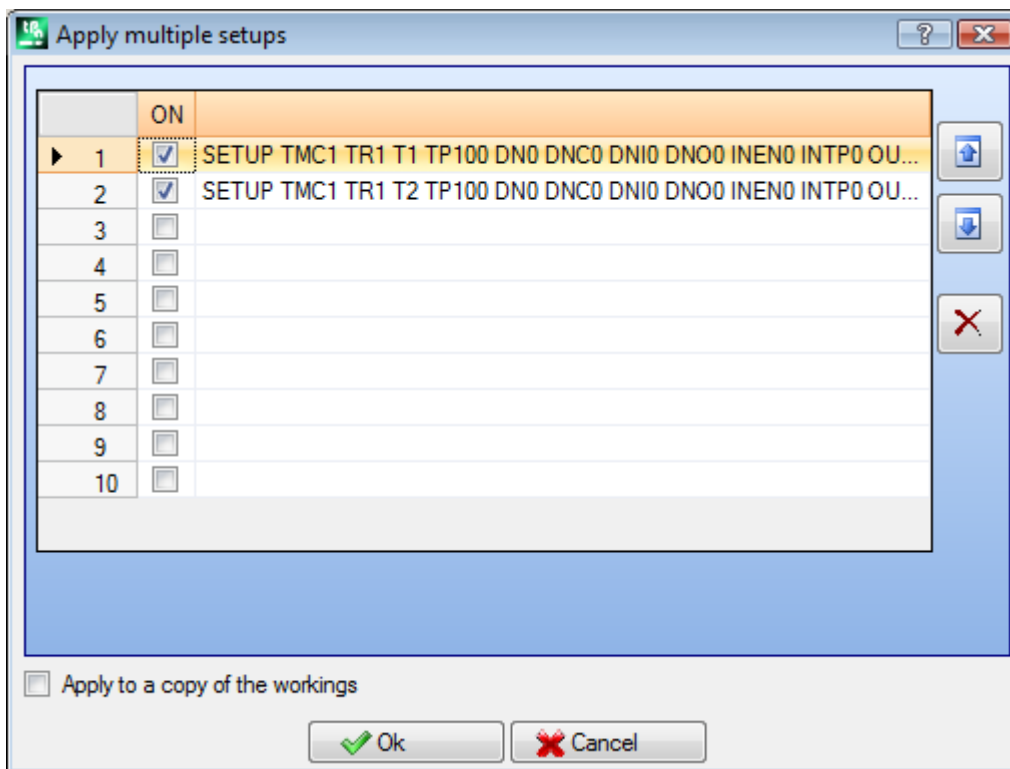 Apply multiple setups
ON
1 SETUP TMC1 TR1 T1 TP100 DN0 DNC0 DNI0 DNO0 INEN0 INTP0 OU...
2 SETUP TMC1 TR1 T2 TP100 DN0 DNC0 DNI0 DNO0 INEN0 INTP0 OU...
3
4
5
6
7
8
9
10
Apply to a copy of the workings
Ok Cancel